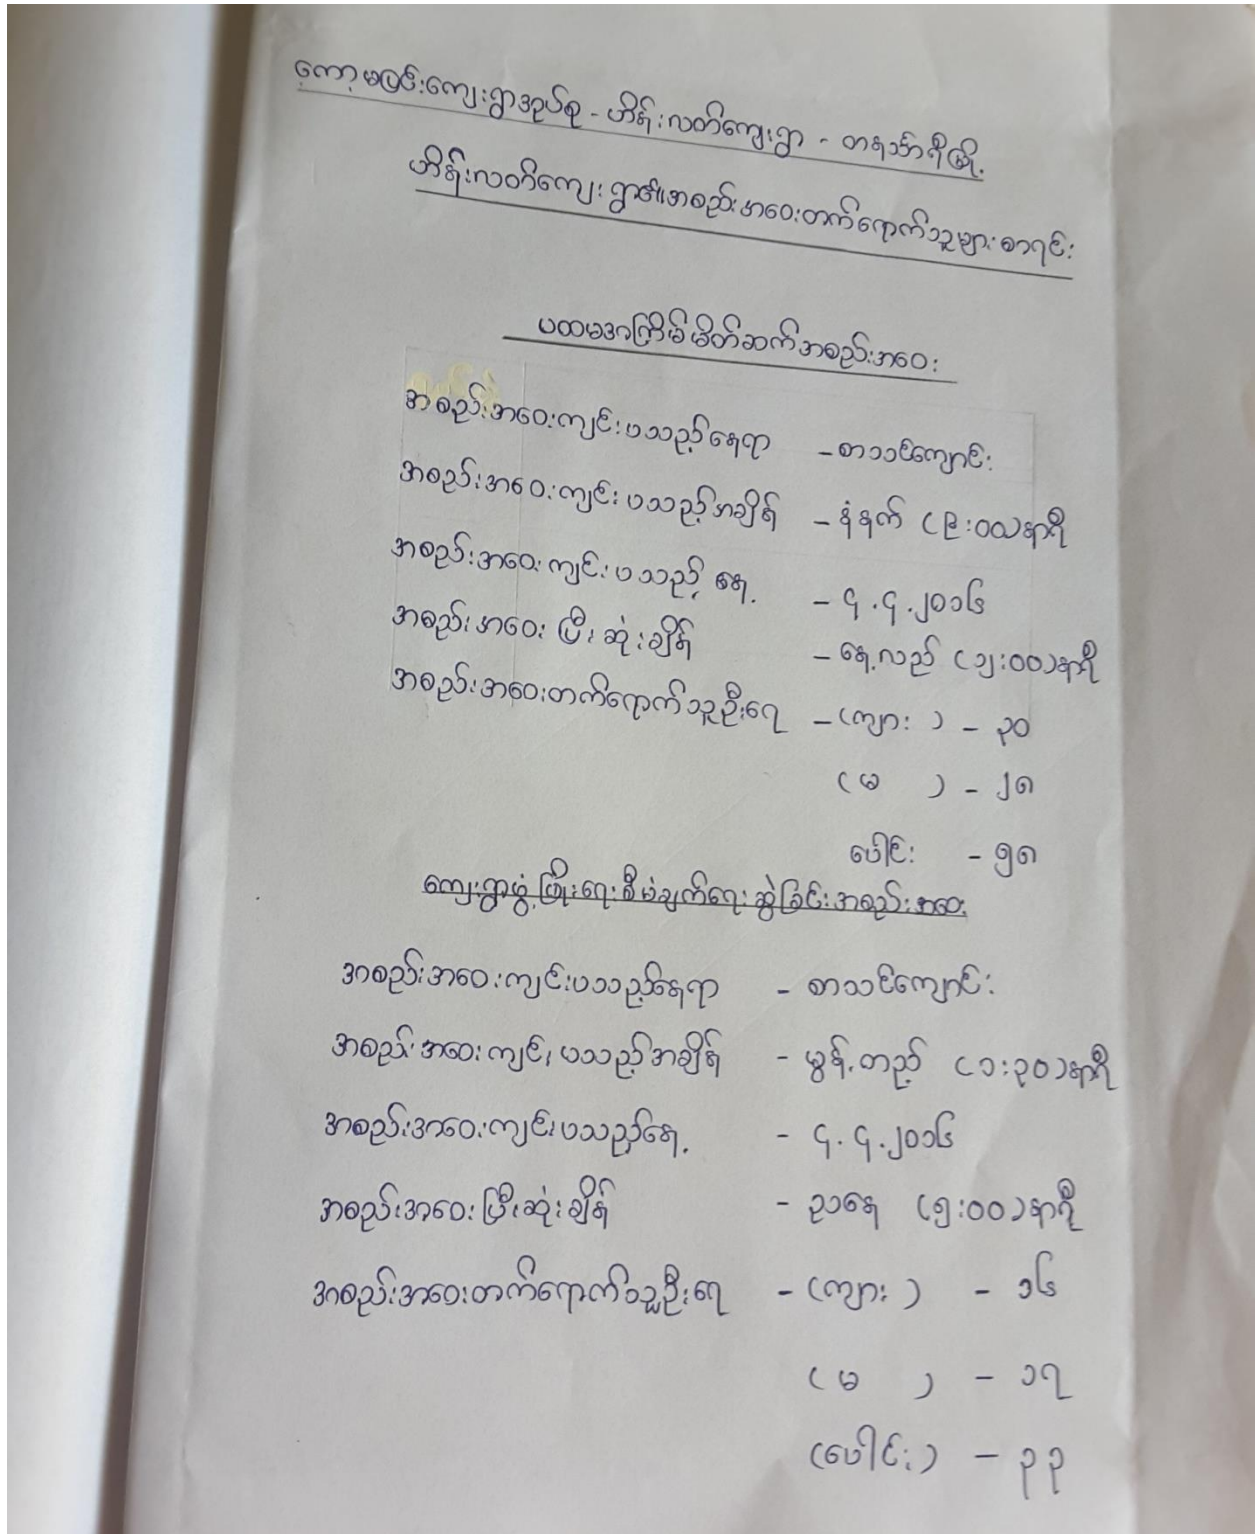 ကော့မပြင်းကျေးရွာအုပ်စု - ဟိန်းလတ်ကျေးရွာ - တနင်္သာရီမြို့
ဟိန်းလတ်ကျေးရွာ၏အစည်းအဝေးတက်ရောက်သူများစာရင်း
ပထမအကြိမ်မိတ်ဆက်အစည်းအဝေး
အစည်းအဝေးကျင်းပသည့်နေရာ - စာသင်ကျောင်း
အစည်းအဝေးကျင်းပသည့်အချိန် - နံနက် (၉:၀၀)နာရီ
အစည်းအဝေးကျင်းပသည့်နေ့ - ၄.၄.၂၀၁၆
အစည်းအဝေးပြီးဆုံးချိန် - နေ့လည် (၁၂:၀၀)နာရီ
အစည်းအဝေးတက်ရောက်သူဦးရေ - (ကျား) - ၃၀
(မ) - ၂၈
ပေါင်း - ၅၈
ကျေးရွာဖွံ့ဖြိုးရေးစီမံချက်ရေးဆွဲခြင်းအစည်းအဝေး
အစည်းအဝေးကျင်းပသည့်နေရာ - စာသင်ကျောင်း
အစည်းအဝေးကျင်းပသည့်အချိန် - မွန်းတည့် (၁:၃၀)နာရီ
အစည်းအဝေးကျင်းပသည့်နေ့ - ၄.၄.၂၀၁၆
အစည်းအဝေးပြီးဆုံးချိန် - ညနေ (၅:၀၀)နာရီ
အစည်းအဝေးတက်ရောက်သူဦးရေ - (ကျား) - ၁၆
(မ) - ၁၇
(ပေါင်း) - ၃၃